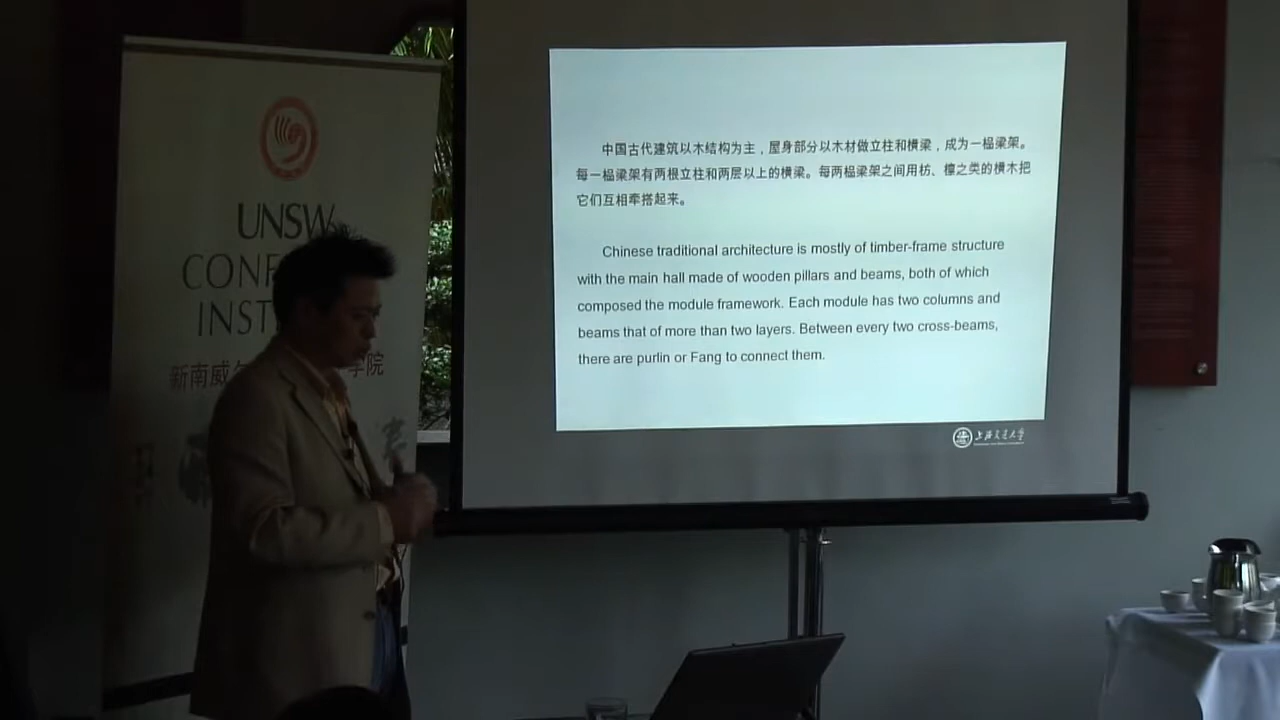 UNSW
CONF
INST
新南威
学院
中国古代建筑以木结构为主，屋身部分以木材做立柱和横梁，成为一榀梁架。
每一榀梁架有两根立柱和两层以上的横梁。每两榀梁架之间用枋、檩之类的横木把
它们互相牵搭起来。
Chinese traditional architecture is mostly of timber-frame structure
with the main hall made of wooden pillars and beams, both of which
composed the module framework. Each module has two columns and
beams that of more than two layers. Between every two cross-beams,
there are purlin or Fang to connect them.
上海交通大学